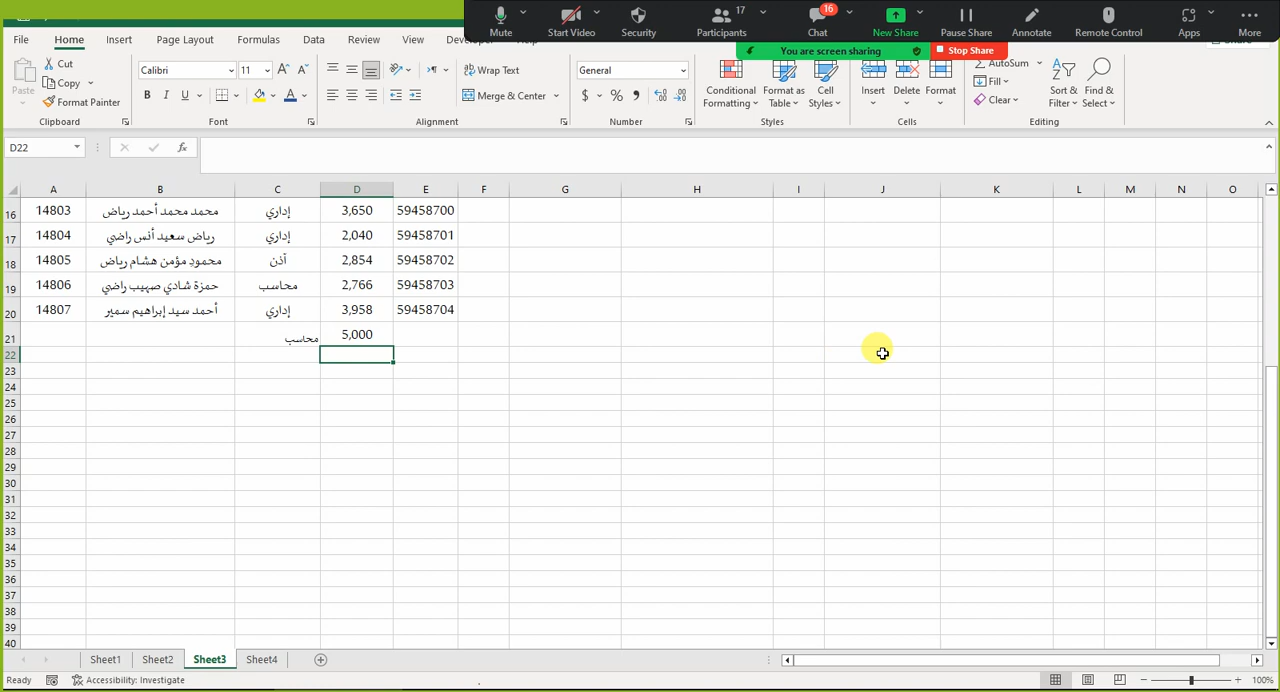 Mute
Start Video
Security
Participants 17
Chat 16
New Share
Pause Share
Annotate
Remote Control
Apps
More
You are screen sharing
Stop Share
File Home Insert Page Layout Formulas Data Review View
Paste
Cut
Copy
Format Painter
Clipboard
Calibri 11
B I U
Font
Wrap Text
Merge & Center
Alignment
General
$ %
Number
Conditional Formatting
Format as Table
Cell Styles
Styles
Insert
Delete
Format
Cells
AutoSum
Fill
Clear
Sort & Filter
Find & Select
Editing
D22
fx
A B C D E F G H I J K L M N O
16 14803 محمد محمد أحمد رياض إداري 3,650 59458700
17 14804 رياض سعيد أنس راضي إداري 2,040 59458701
18 14805 محمود مؤمن هشام رياض آذن 2,854 59458702
19 14806 حمزة شادي صهيب راضي محاسب 2,766 59458703
20 14807 أحمد سيد إبراهيم سمير إداري 3,958 59458704
21 محاسب 5,000
22
23
24
25
26
27
28
29
30
31
32
33
34
35
36
37
38
39
40
Sheet1 Sheet2 Sheet3 Sheet4
Ready Accessibility: Investigate 100%